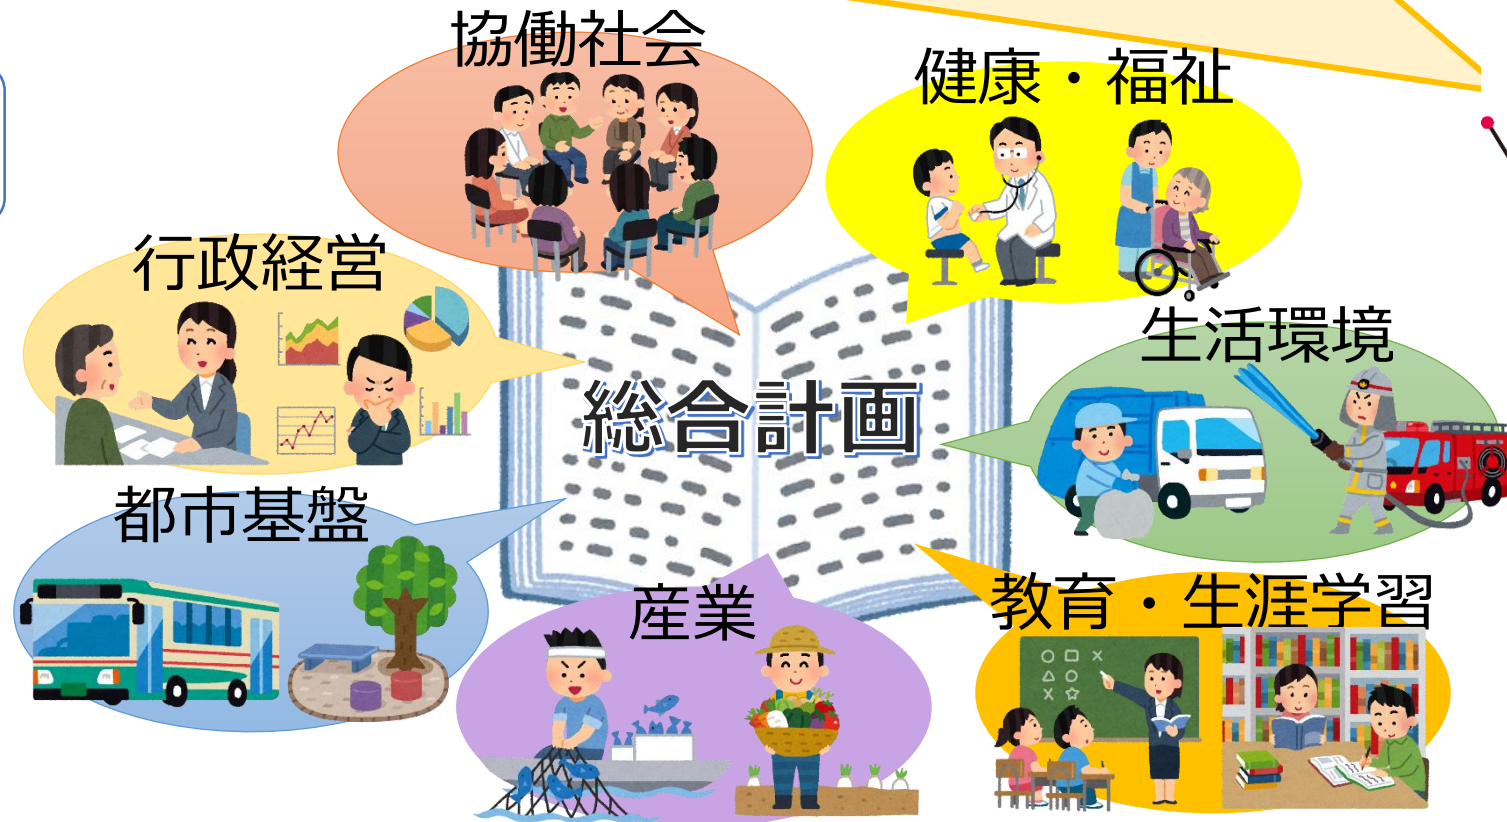 協働社会
健康・福祉
行政経営
生活環境
総合計画
都市基盤
産業
教育・生涯学習